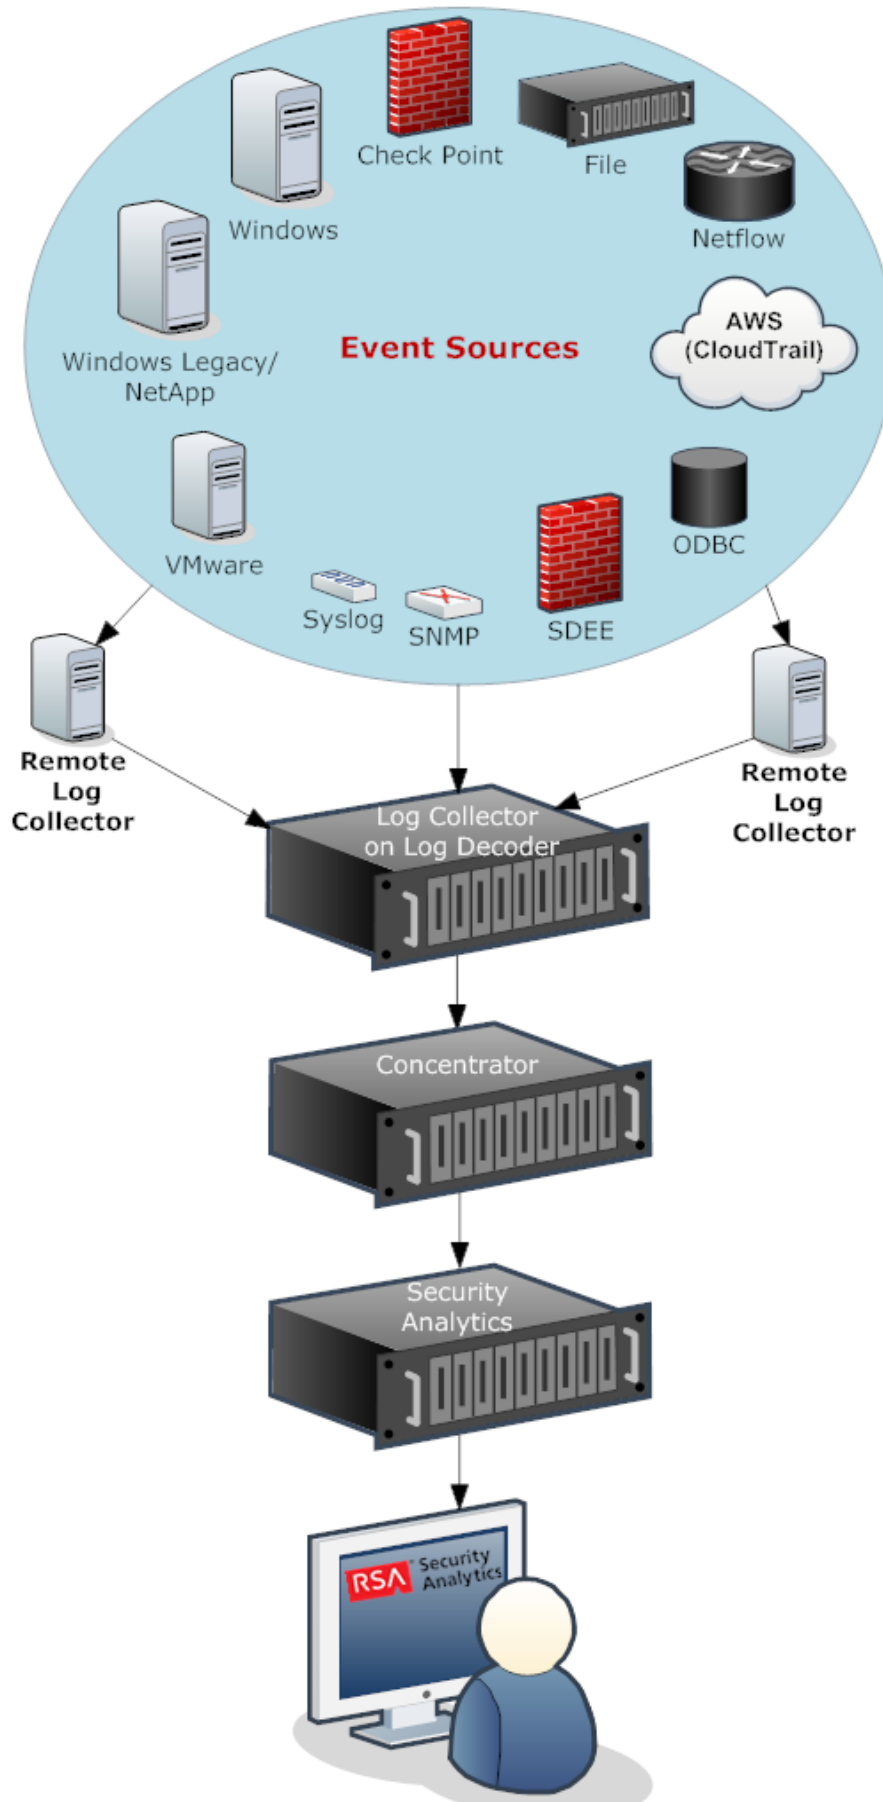 Check Point
File
Windows
Netflow
AWS
(CloudTrail)
Event Sources
Windows Legacy/
NetApp
ODBC
VMware
Syslog
SNMP
SDEE
Remote
Log
Collector
Remote
Log
Collector
Log Collector
on Log Decoder
Concentrator
Security
Analytics
RSA™ Security
Analytics